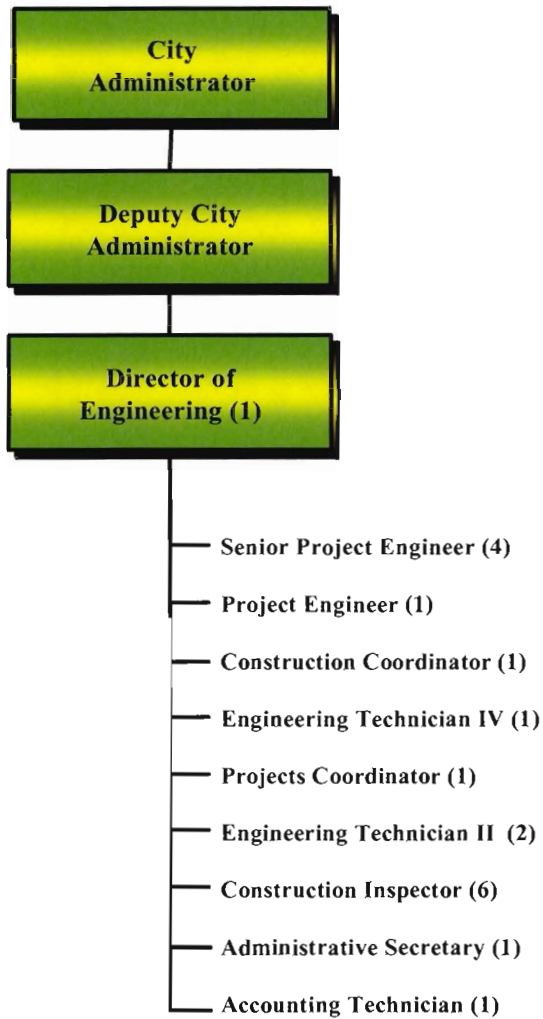 City
Administrator
Deputy City
Administrator
Director of
Engineering (1)
Senior Project Engineer (4)
Project Engineer (1)
Construction Coordinator (1)
Engineering Technician IV (1)
Projects Coordinator (1)
Engineering Technician II (2)
Construction Inspector (6)
Administrative Secretary (1)
Accounting Technician (1)